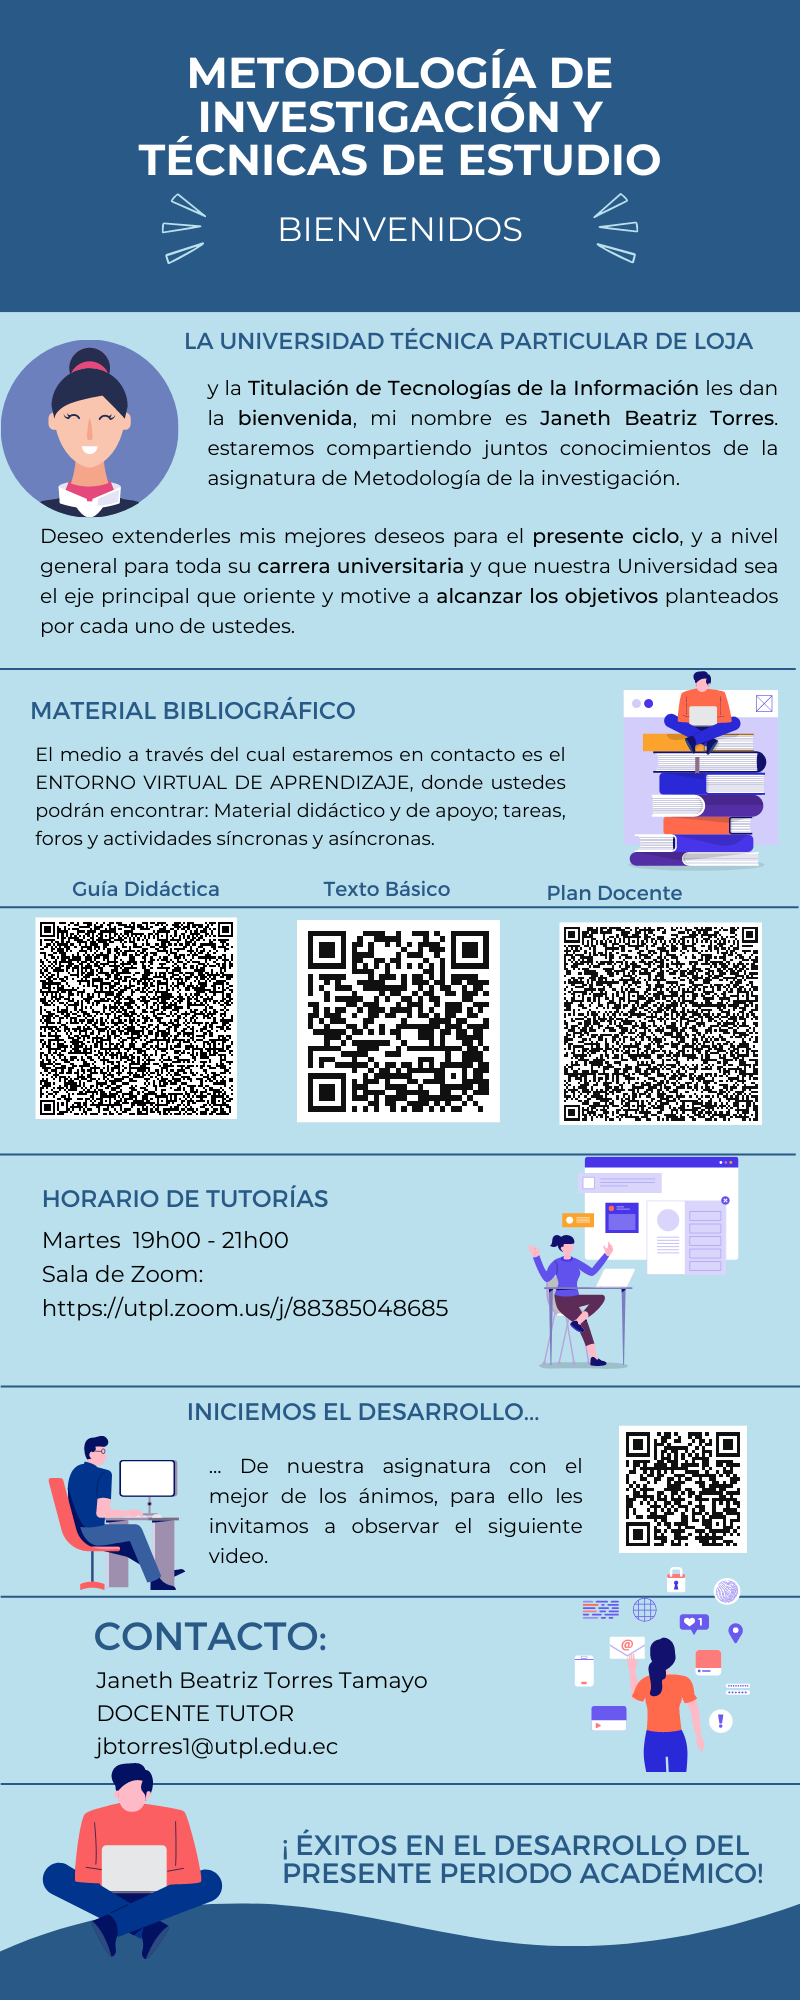 METODOLOGÍA DE
INVESTIGACIÓN Y
TÉCNICAS DE ESTUDIO
BIENVENIDOS
LA UNIVERSIDAD TÉCNICA PARTICULAR DE LOJA
y la Titulación de Tecnologías de la Información les dan
la bienvenida, mi nombre es Janeth Beatriz Torres.
estaremos compartiendo juntos conocimientos de la
asignatura de Metodología de la investigación.
Deseo extenderles mis mejores deseos para el presente ciclo, y a nivel
general para toda su carrera universitaria y que nuestra Universidad sea
el eje principal que oriente y motive a alcanzar los objetivos planteados
por cada uno de ustedes.
MATERIAL BIBLIOGRÁFICO
El medio a través del cual estaremos en contacto es el
ENTORNO VIRTUAL DE APRENDIZAJE, donde ustedes
podrán encontrar: Material didáctico y de apoyo; tareas,
foros y actividades síncronas y asíncronas.
Guía Didáctica
Texto Básico
Plan Docente
HORARIO DE TUTORÍAS
Martes 19h00 - 21h00
Sala de Zoom:
https://utpl.zoom.us/j/88385048685
INICIEMOS EL DESARROLLO...
... De nuestra asignatura con el
mejor de los ánimos, para ello les
invitamos a observar el siguiente
video.
CONTACTO:
Janeth Beatriz Torres Tamayo
DOCENTE TUTOR
jbtorres1@utpl.edu.ec
1
@
!
¡ ÉXITOS EN EL DESARROLLO DEL
PRESENTE PERIODO ACADÉMICO!